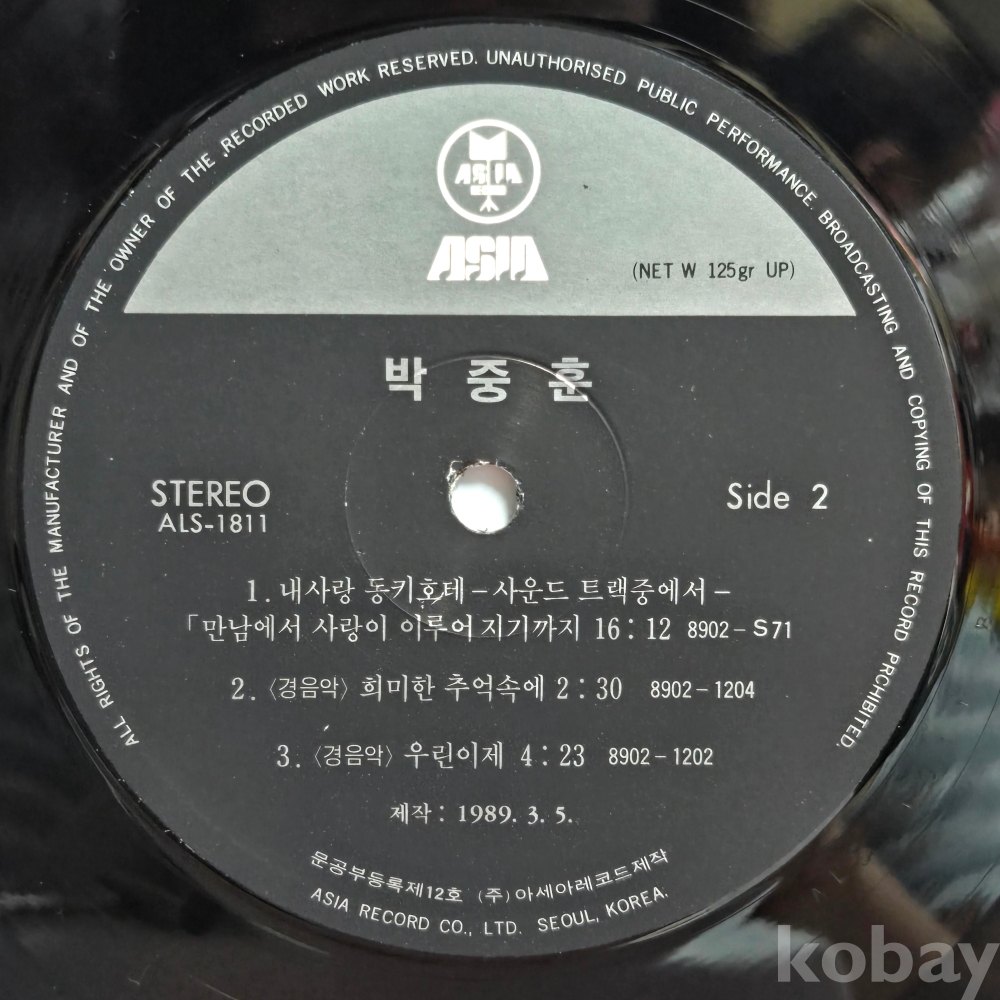 ALL RIGHTS OF THE MANUFACTURER AND OF THE OWNER OF THE RECORDED WORK RESERVED. UNAUTHORISED PUBLIC PERFORMANCE. BROADCASTING AND COPYING OF THIS RECORD PRCHIBITED.
ASIA
ASIA
(NET W 125gr UP)
박중훈
STEREO
ALS-1811
Side 2
1. 내사랑 동키호테 – 사운드 트랙중에서 –
「만남에서 사랑이 이루어지기까지 16 : 12 8902 – S71
2. 〈경음악〉 희미한 추억속에 2 : 30 8902 – 1204
3. 〈경음악〉 우린이제 4 : 23 8902 – 1202
제작 : 1989. 3. 5.
문공부등록제12호 (주)아세아레코드제작
ASIA RECORD CO., LTD. SEOUL, KOREA.
kobay